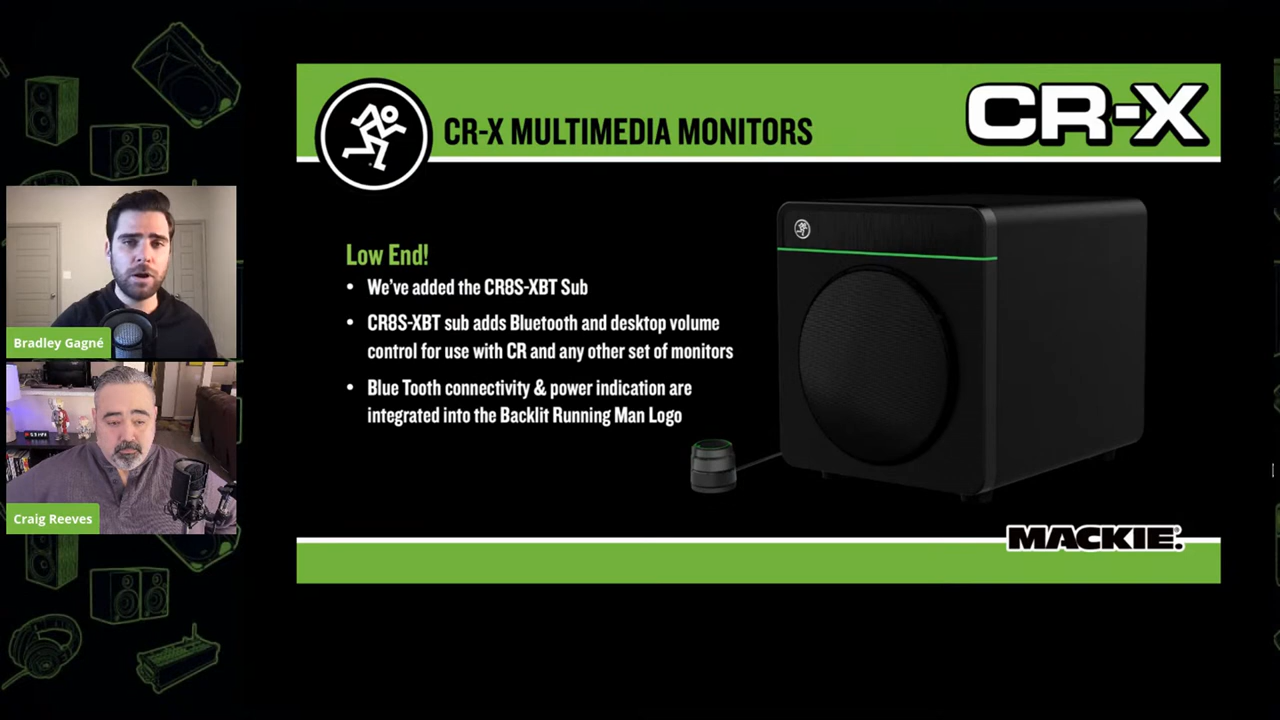 CR-X MULTIMEDIA MONITORS
CR-X
Low End!
• We've added the CR8S-XBT Sub
• CR8S-XBT sub adds Bluetooth and desktop volume
control for use with CR and any other set of monitors
• Blue Tooth connectivity & power indication are
integrated into the Backlit Running Man Logo
MACKIE.
Bradley Gagné
Craig Reeves